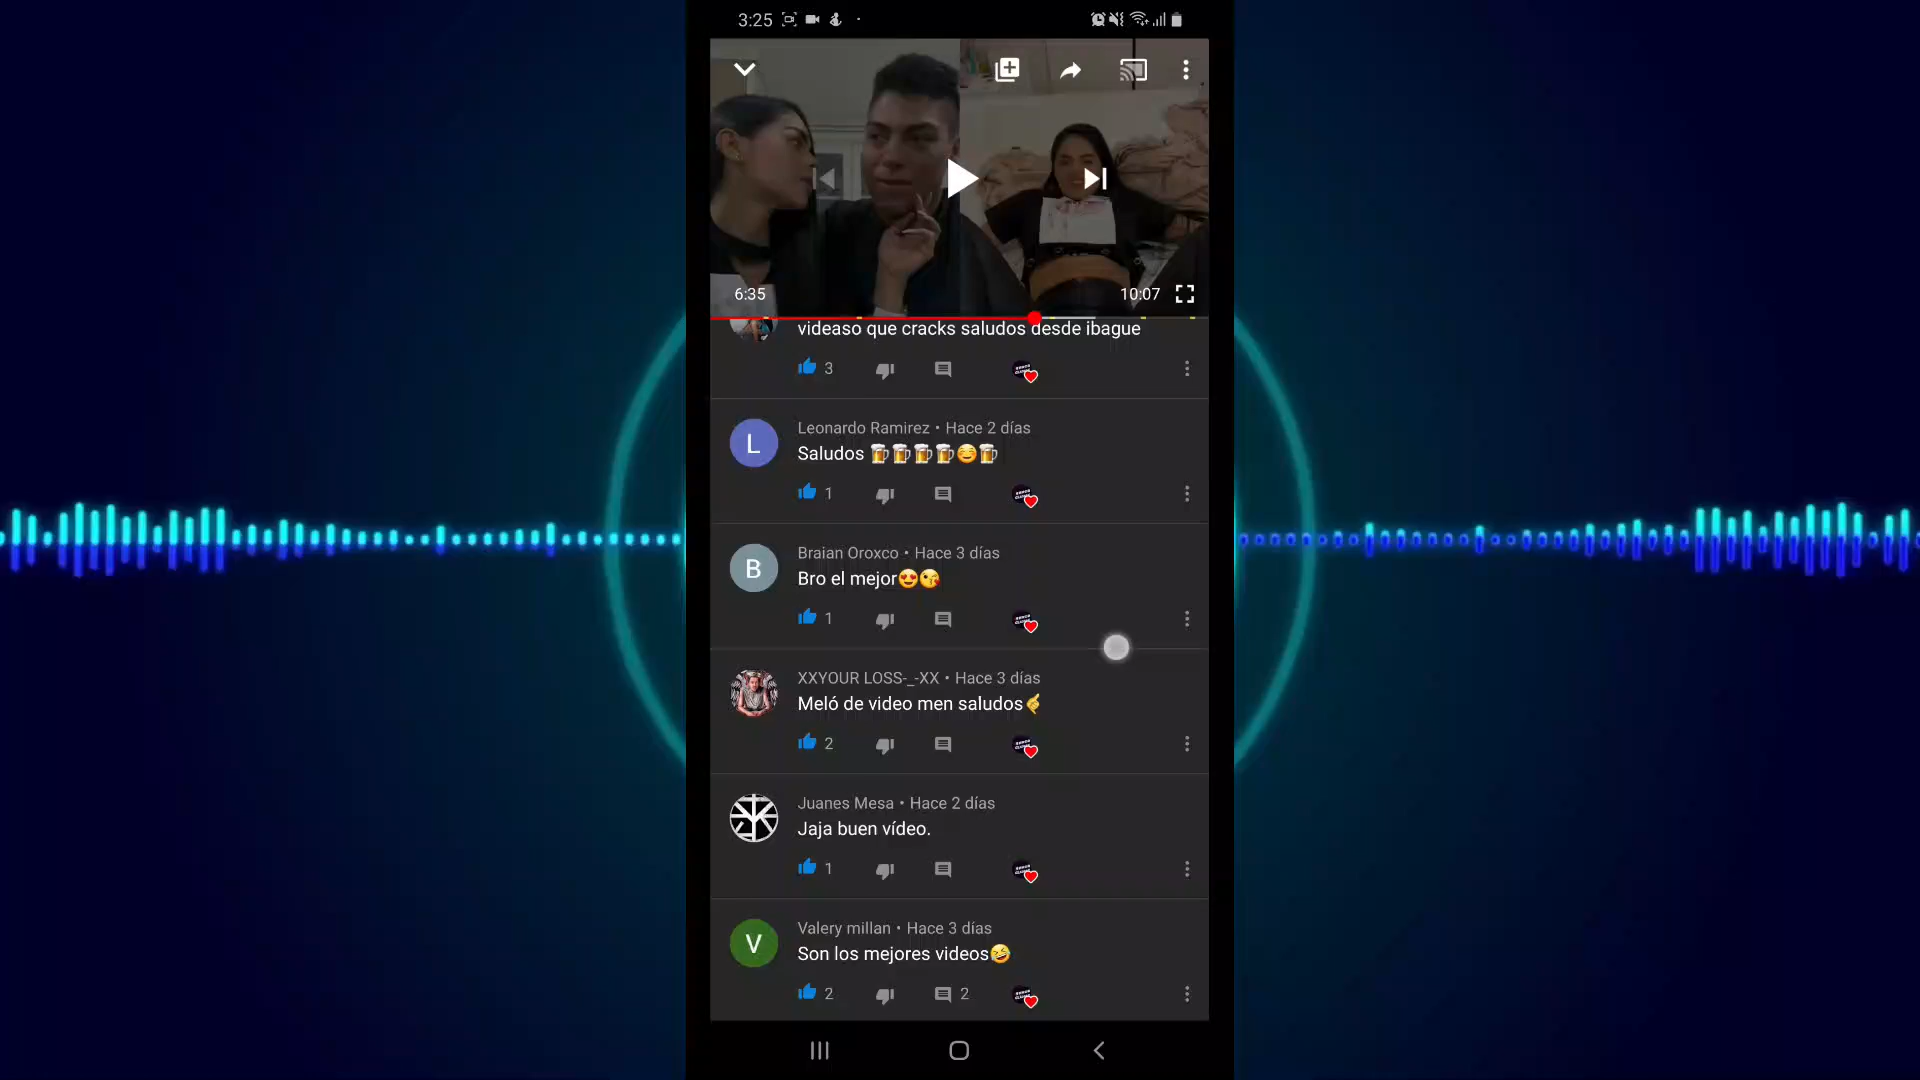 3:25
6:35
10:07
videaso que cracks saludos desde ibague
3
L
Leonardo Ramirez • Hace 2 días
Saludos 🍺🍺🍺🍺😊🍺
1
B
Braian Oroxco • Hace 3 días
Bro el mejor😍😘
1
XXYOUR LOSS-_-XX • Hace 3 días
Meló de video men saludos🤙
2
Juanes Mesa • Hace 2 días
Jaja buen vídeo.
1
V
Valery millan • Hace 3 días
Son los mejores videos🤣
2
2